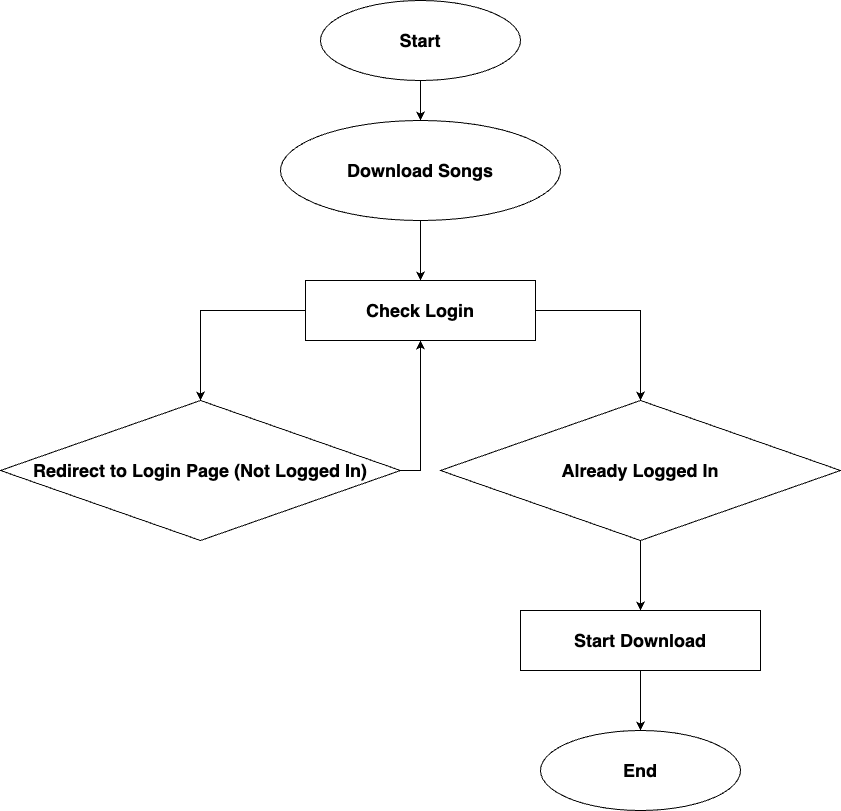 Start
Download Songs
Check Login
Redirect to Login Page (Not Logged In)
Already Logged In
Start Download
End